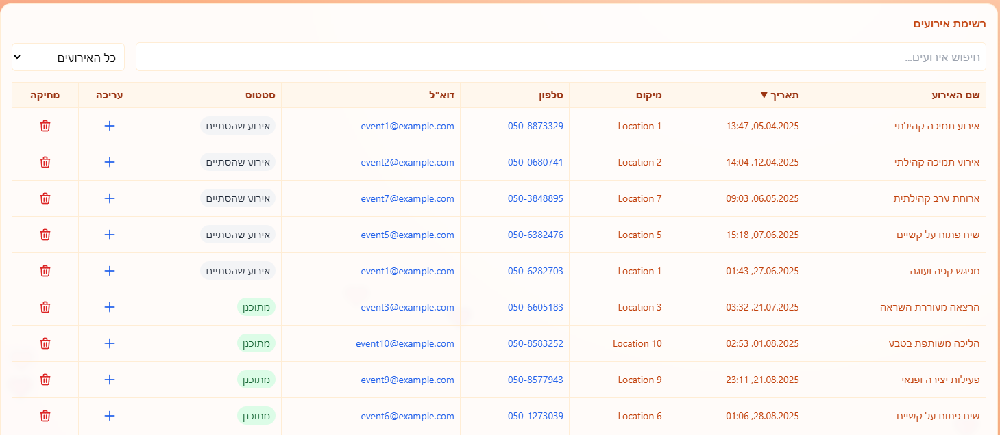 רשימת אירועים
חיפוש אירועים... כל האירועים
שם האירוע תאריך ▼ מיקום טלפון דוא"ל סטטוס עריכה מחיקה
אירוע תמיכה קהילתי 05.04.2025, 13:47 Location 1 050-8873329 event1@example.com אירוע שהסתיים
אירוע תמיכה קהילתי 12.04.2025, 14:04 Location 2 050-0680741 event2@example.com אירוע שהסתיים
ארוחת ערב קהילתית 06.05.2025, 09:03 Location 7 050-3848895 event7@example.com אירוע שהסתיים
שיח פתוח על קשיים 07.06.2025, 15:18 Location 5 050-6382476 event5@example.com אירוע שהסתיים
מפגש קפה ועוגה 27.06.2025, 01:43 Location 1 050-6282703 event1@example.com אירוע שהסתיים
הרצאה מעוררת השראה 21.07.2025, 03:32 Location 3 050-6605183 event3@example.com מתוכנן
הליכה משותפת בטבע 01.08.2025, 02:53 Location 10 050-8583252 event10@example.com מתוכנן
פעילות יצירה ופנאי 21.08.2025, 23:11 Location 9 050-8577943 event9@example.com מתוכנן
שיח פתוח על קשיים 28.08.2025, 01:06 Location 6 050-1273039 event6@example.com מתוכנן